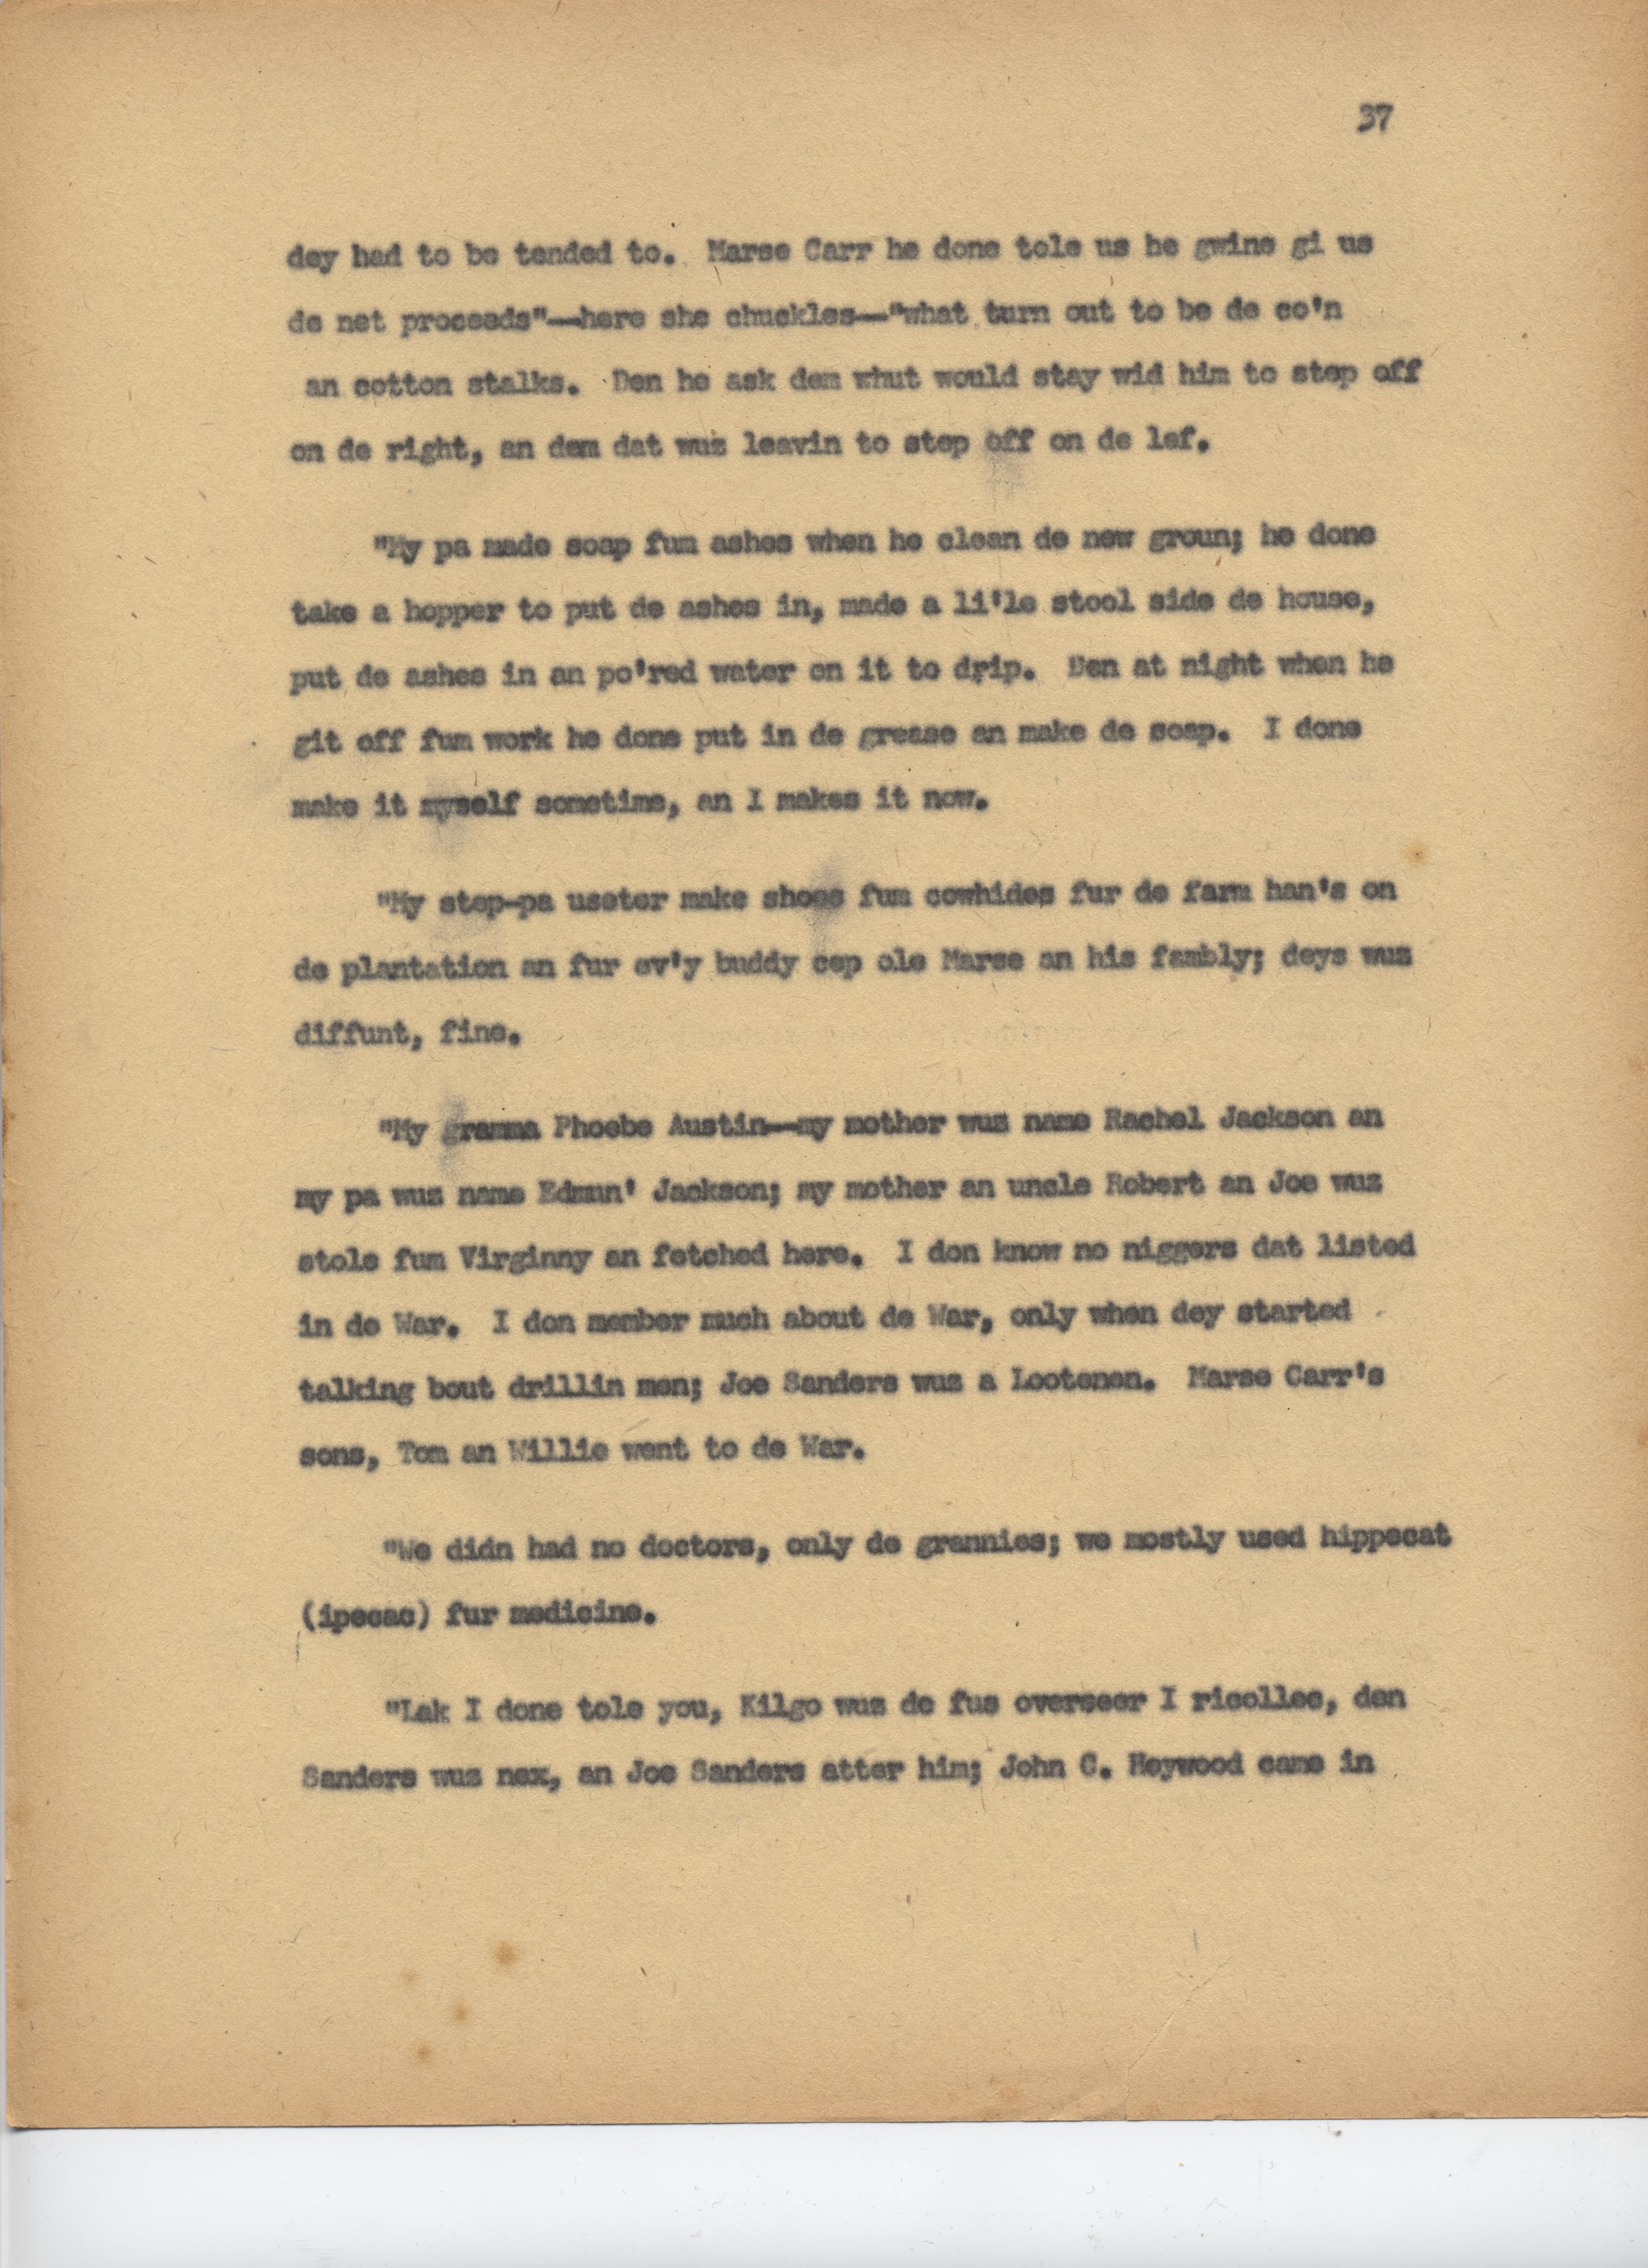 37
dey had to be tended to. Marse Carr he done tole us he gwine gi us
de net proceeds"—here she chuckles—"what turn out to be de co'n
an cotton stalks. Den he ask dem whut would stay wid him to step off
on de right, an dem dat wuz leavin to step off on de lef.
"My pa made soap fum ashes when he clean de new groun; he done
take a hopper to put de ashes in, made a li'le stool side de house,
put de ashes in an po'red water on it to drip. Den at night when he
git off fum work he done put in de grease an make de soap. I done
make it myself sometime, an I makes it now.
"My step-pa useter make shoes fum cowhides fur de farm han's on
de plantation an fur ev'y buddy cep ole Marse an his fambly; deys wuz
diffunt, fine.
"My gramma Phoebe Austin—my mother wuz name Rachel Jackson an
my pa wuz name Edmun' Jackson; my mother an uncle Robert an Joe wuz
stole fum Virginny an fetched here. I don know no niggers dat listed
in de War. I don member much about de War, only when dey started
talking bout drillin men; Joe Sanders wuz a Lootenen. Marse Carr's
sons, Tom an Willie went to de War.
"We didn had no doctors, only de grannies; we mostly used hippecat
(ipecac) fur medicine.
"Lak I done tole you, Kilgo wuz de fus overseer I ricollec, den
Sanders wuz nex, an Joe Sanders atter him; John C. Heywood came in